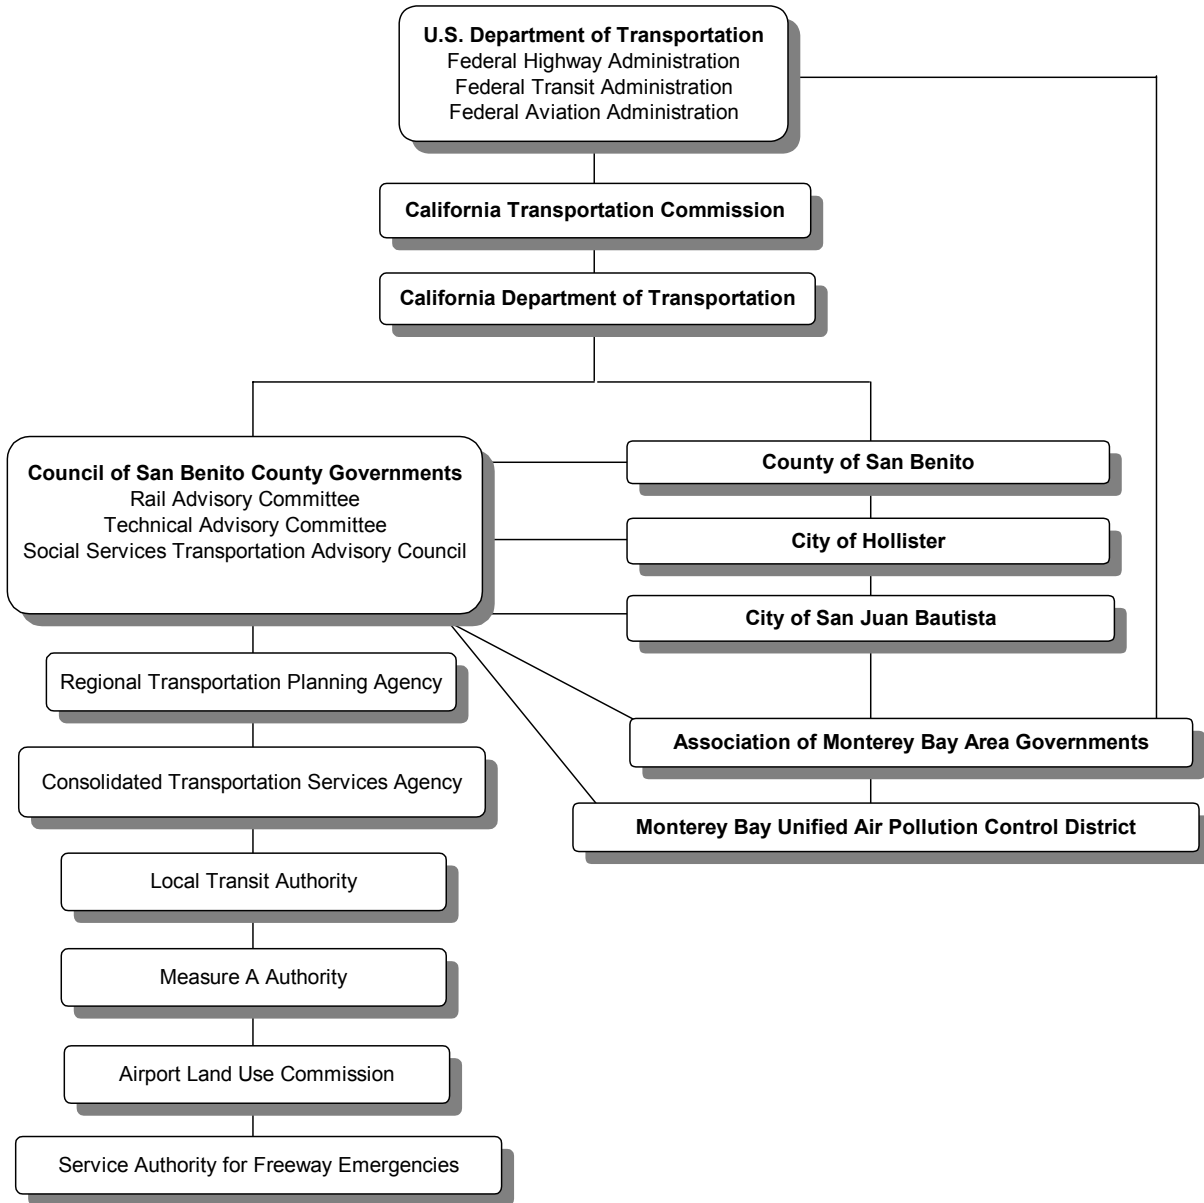 U.S. Department of Transportation
Federal Highway Administration
Federal Transit Administration
Federal Aviation Administration
California Transportation Commission
California Department of Transportation
Council of San Benito County Governments
Rail Advisory Committee
Technical Advisory Committee
Social Services Transportation Advisory Council
County of San Benito
City of Hollister
City of San Juan Bautista
Regional Transportation Planning Agency
Association of Monterey Bay Area Governments
Consolidated Transportation Services Agency
Monterey Bay Unified Air Pollution Control District
Local Transit Authority
Measure A Authority
Airport Land Use Commission
Service Authority for Freeway Emergencies